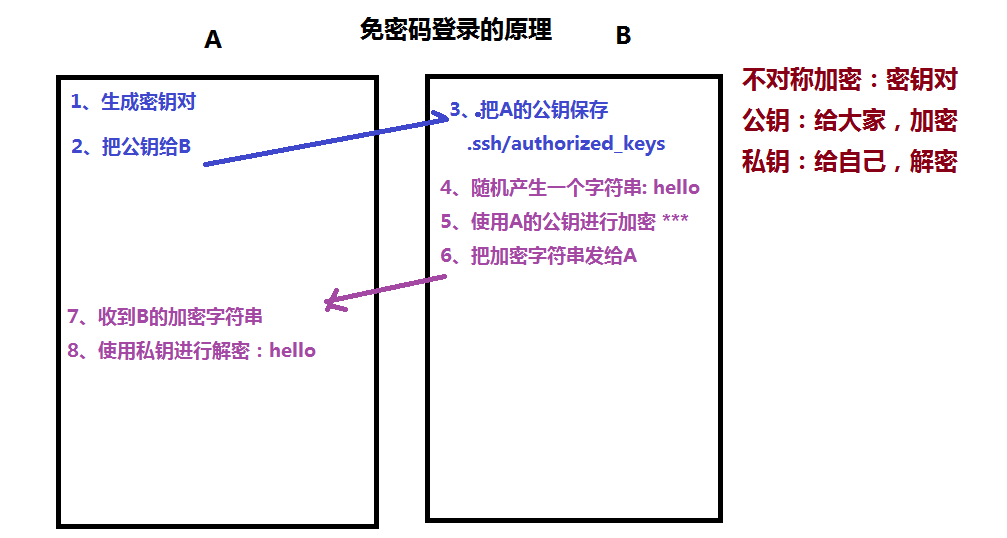 免密码登录的原理
A
B
1、生成密钥对
2、把公钥给B
3、把A的公钥保存
.ssh/authorized_keys
4、随机产生一个字符串: hello
5、使用A的公钥进行加密 ***
6、把加密字符串发给A
7、收到B的加密字符串
8、使用私钥进行解密：hello
不对称加密：密钥对
公钥：给大家，加密
私钥：给自己，解密